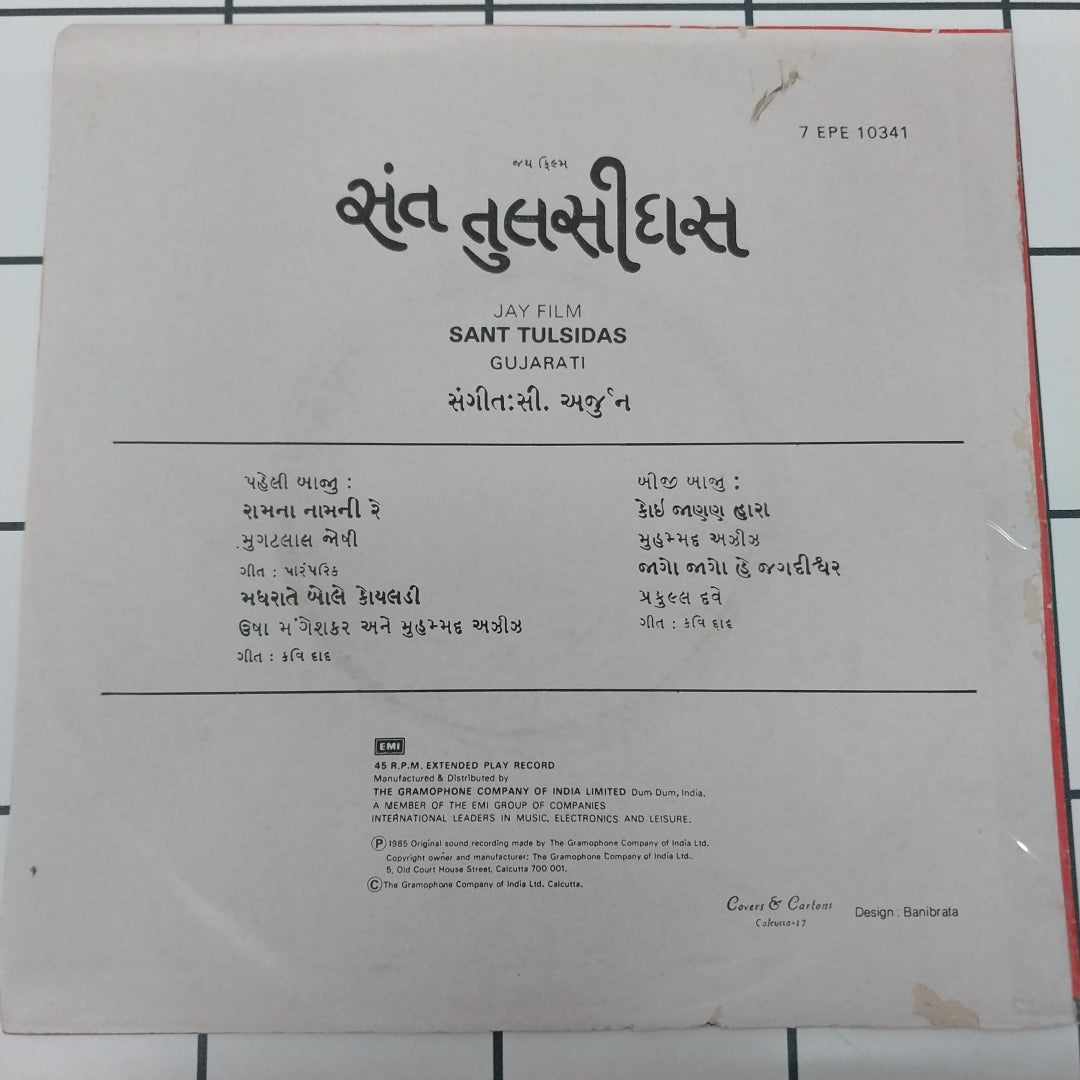 7 EPE 10341
જય ફિલ્મ
સંત તુલસીદાસ
JAY FILM
SANT TULSIDAS
GUJARATI
સંગીત:સી. અર્જુન
પહેલી બાજુ :
રામના નામની રે
મુગટલાલ જોષી
ગીત : પારંપરિક
મધરાતે બોલે કોયલડી
ઉષા મંગેશકર અને મુહમ્મદ અઝીઝ
ગીત : કવિ દાદ
બીજી બાજુ :
કોઇ જાણણ હારા
મુહમ્મદ અઝીઝ
જાગો જાગો હે જગદીશ્વર
પ્રફુલ્લ દવે
ગીત : કવિ દાદ
EMI
45 R.P.M. EXTENDED PLAY RECORD
Manufactured & Distributed by
THE GRAMOPHONE COMPANY OF INDIA LIMITED Dum Dum, India.
A MEMBER OF THE EMI GROUP OF COMPANIES
INTERNATIONAL LEADERS IN MUSIC, ELECTRONICS AND LEISURE.
Ⓟ 1985 Original sound recording made by The Gramophone Company of India Ltd.
Copyright owner and manufacturer: The Gramophone Company of India Ltd.,
5, Old Court House Street, Calcutta 700 001.
© The Gramophone Company of India Ltd. Calcutta.
Covers & Cartons
Calcutta-17
Design : Banibrata